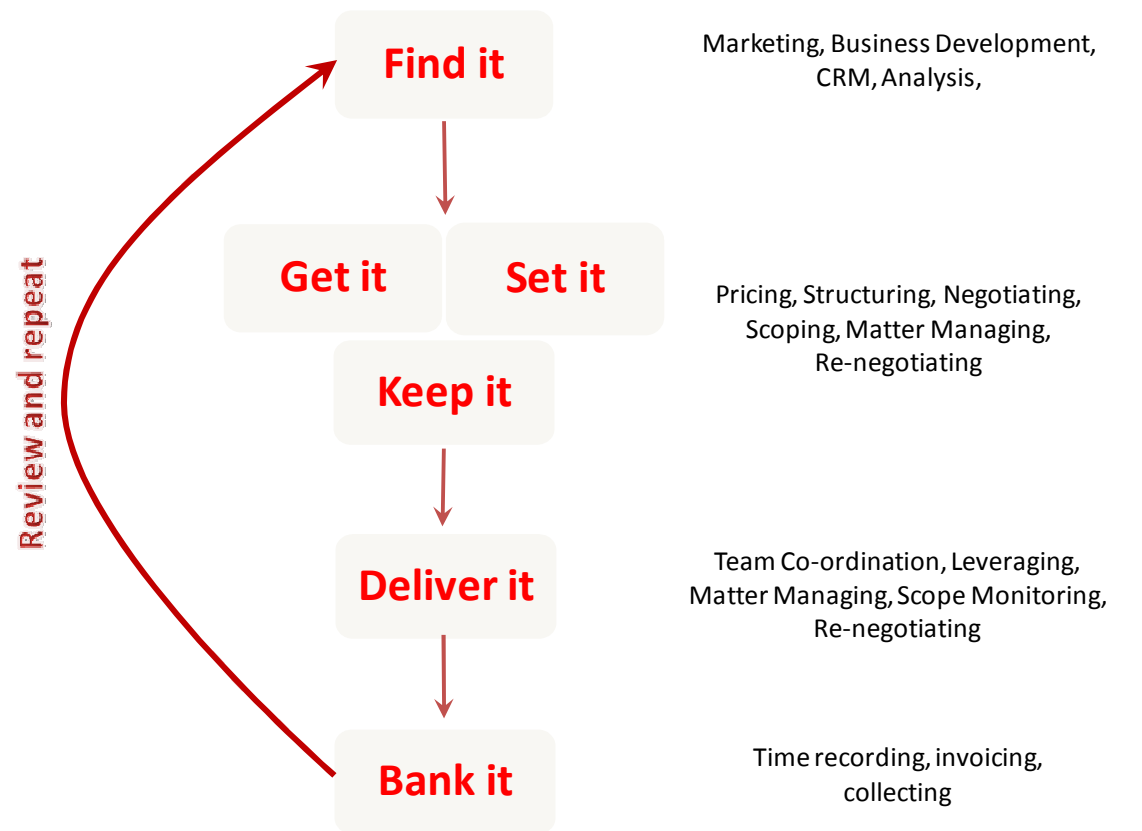 Find it
Marketing, Business Development,
CRM, Analysis,
Get it
Set it
Pricing, Structuring, Negotiating,
Scoping, Matter Managing,
Re-negotiating
Keep it
Review and repeat
Deliver it
Team Co-ordination, Leveraging,
Matter Managing, Scope Monitoring,
Re-negotiating
Bank it
Time recording, invoicing,
collecting